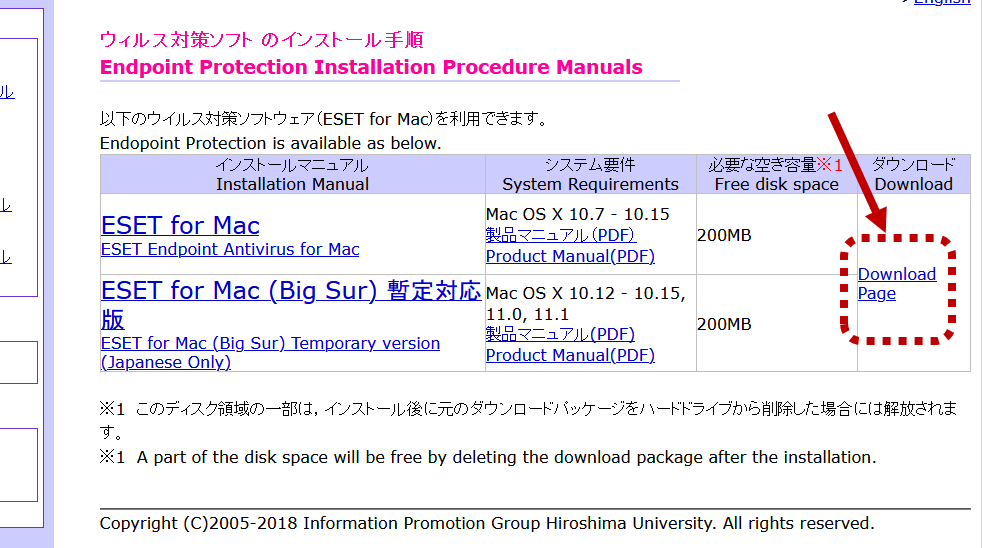 English
ウィルス対策ソフト のインストール手順
Endpoint Protection Installation Procedure Manuals
ル
ル
ル
以下のウイルス対策ソフトウェア(ESET for Mac)を利用できます。
Endopoint Protection is available as below.
インストールマニュアル
Installation Manual
システム要件
System Requirements
必要な空き容量※1
Free disk space
ダウンロード
Download
ESET for Mac
ESET Endpoint Antivirus for Mac
Mac OS X 10.7 - 10.15
製品マニュアル(PDF)
Product Manual(PDF)
200MB
Download
Page
ESET for Mac (Big Sur) 暫定対応
版
ESET for Mac (Big Sur) Temporary version
(Japanese Only)
Mac OS X 10.12 - 10.15,
11.0, 11.1
製品マニュアル(PDF)
Product Manual(PDF)
200MB
※1 このディスク領域の一部は，インストール後に元のダウンロードパッケージをハードドライブから削除した場合には解放されま
す。
※1 A part of the disk space will be free by deleting the download package after the installation.
Copyright (C)2005-2018 Information Promotion Group Hiroshima University. All rights reserved.